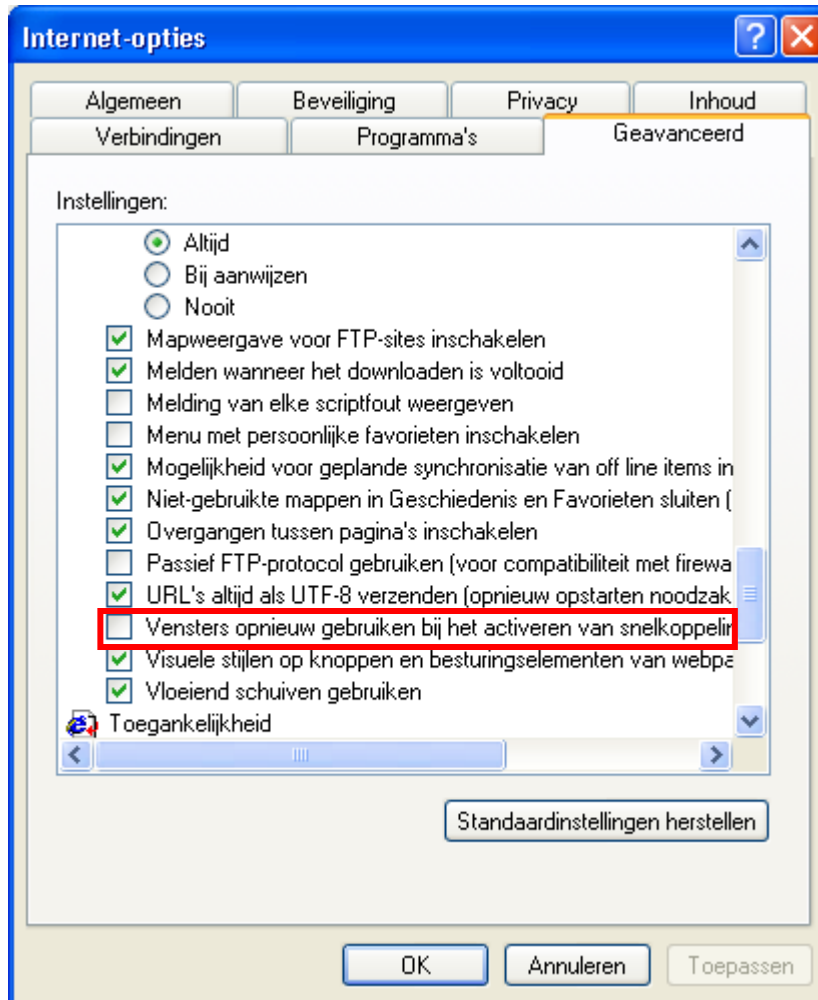 Internet-opties
Algemeen Beveiliging Privacy Inhoud
Verbindingen Programma's Geavanceerd
Instellingen:
Altijd
Bij aanwijzen
Nooit
Mapweergave voor FTP-sites inschakelen
Melden wanneer het downloaden is voltooid
Melding van elke scriptfout weergeven
Menu met persoonlijke favorieten inschakelen
Mogelijkheid voor geplande synchronisatie van off line items in
Niet-gebruikte mappen in Geschiedenis en Favorieten sluiten (
Overgangen tussen pagina's inschakelen
Passief FTP-protocol gebruiken (voor compatibiliteit met firewa
URL's altijd als UTF-8 verzenden (opnieuw opstarten noodzak
Vensters opnieuw gebruiken bij het activeren van snelkoppelin
Visuele stijlen op knoppen en besturingselementen van webpa
Vloeiend schuiven gebruiken
Toegankelijkheid
Standaardinstellingen herstellen
OK Annuleren Toepassen